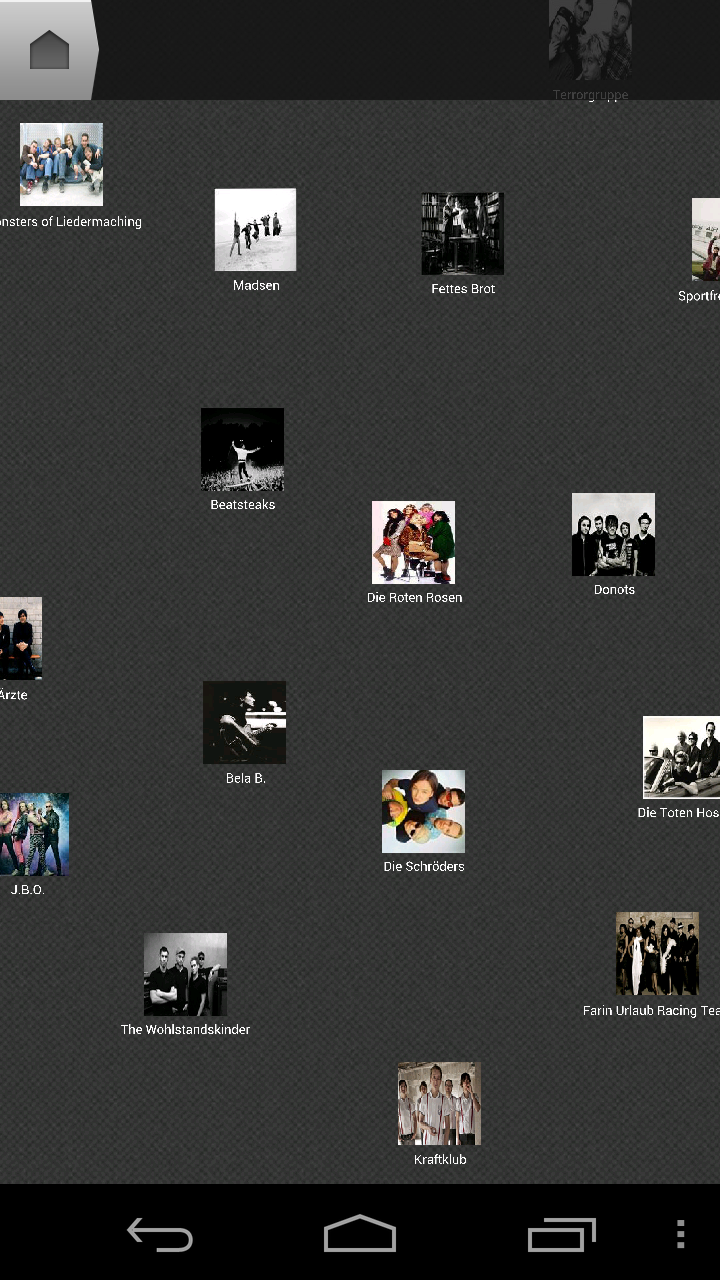 Terrorgruppe
onsters of Liedermaching
Madsen
Fettes Brot
Sportfre
Beatsteaks
Die Roten Rosen
Donots
Ärzte
Bela B.
Die Toten Hos
Die Schröders
J.B.O.
Farin Urlaub Racing Tea
The Wohlstandskinder
Kraftklub